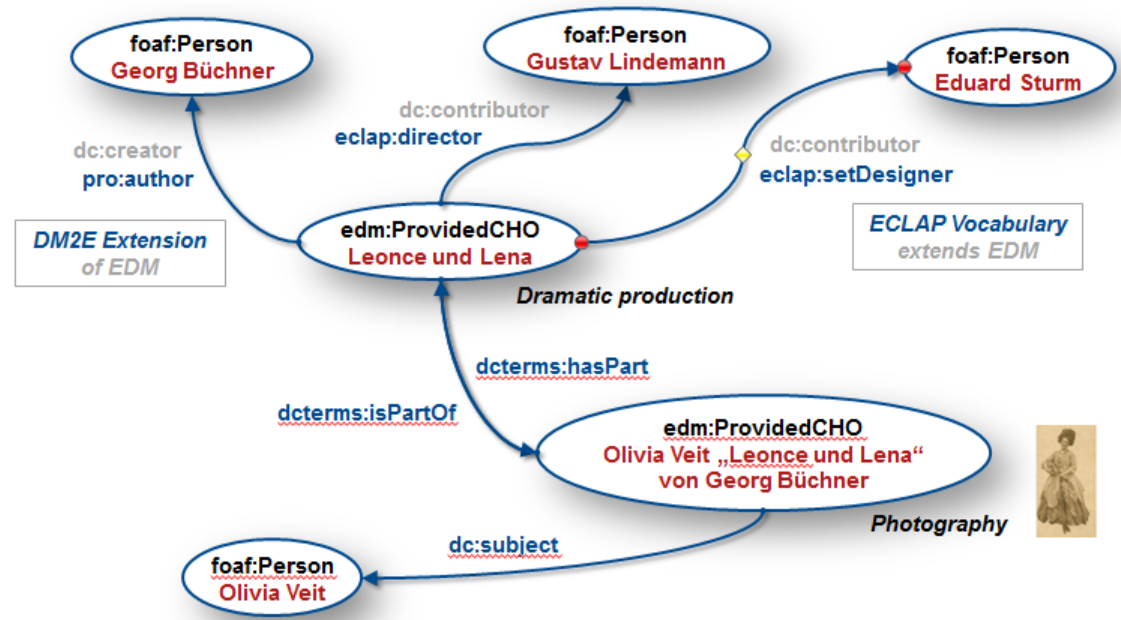 foaf:Person
Georg Büchner
foaf:Person
Gustav Lindemann
foaf:Person
Eduard Sturm
dc:creator
pro:author
dc:contributor
eclap:director
dc:contributor
eclap:setDesigner
DM2E Extension
of EDM
edm:ProvidedCHO
Leonce und Lena
ECLAP Vocabulary
extends EDM
Dramatic production
dcterms:hasPart
dcterms:isPartOf
edm:ProvidedCHO
Olivia Veit „Leonce und Lena“
von Georg Büchner
Photography
dc:subject
foaf:Person
Olivia Veit